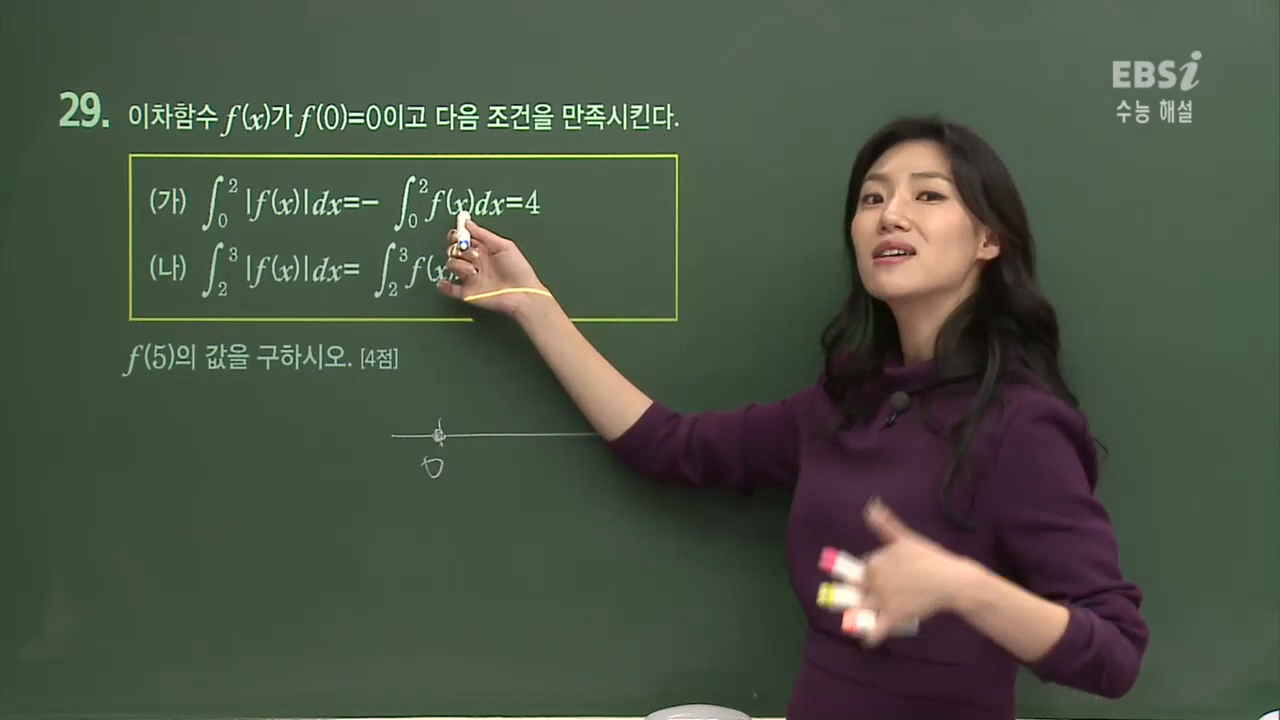 29. 이차함수 f(x)가 f(0)=0이고 다음 조건을 만족시킨다.
(가) ∫₀² |f(x)|dx=− ∫₀² f(x)dx=4
(나) ∫₂³ |f(x)|dx= ∫₂³ f(x)
f(5)의 값을 구하시오. [4점]
0
EBSi
수능 해설